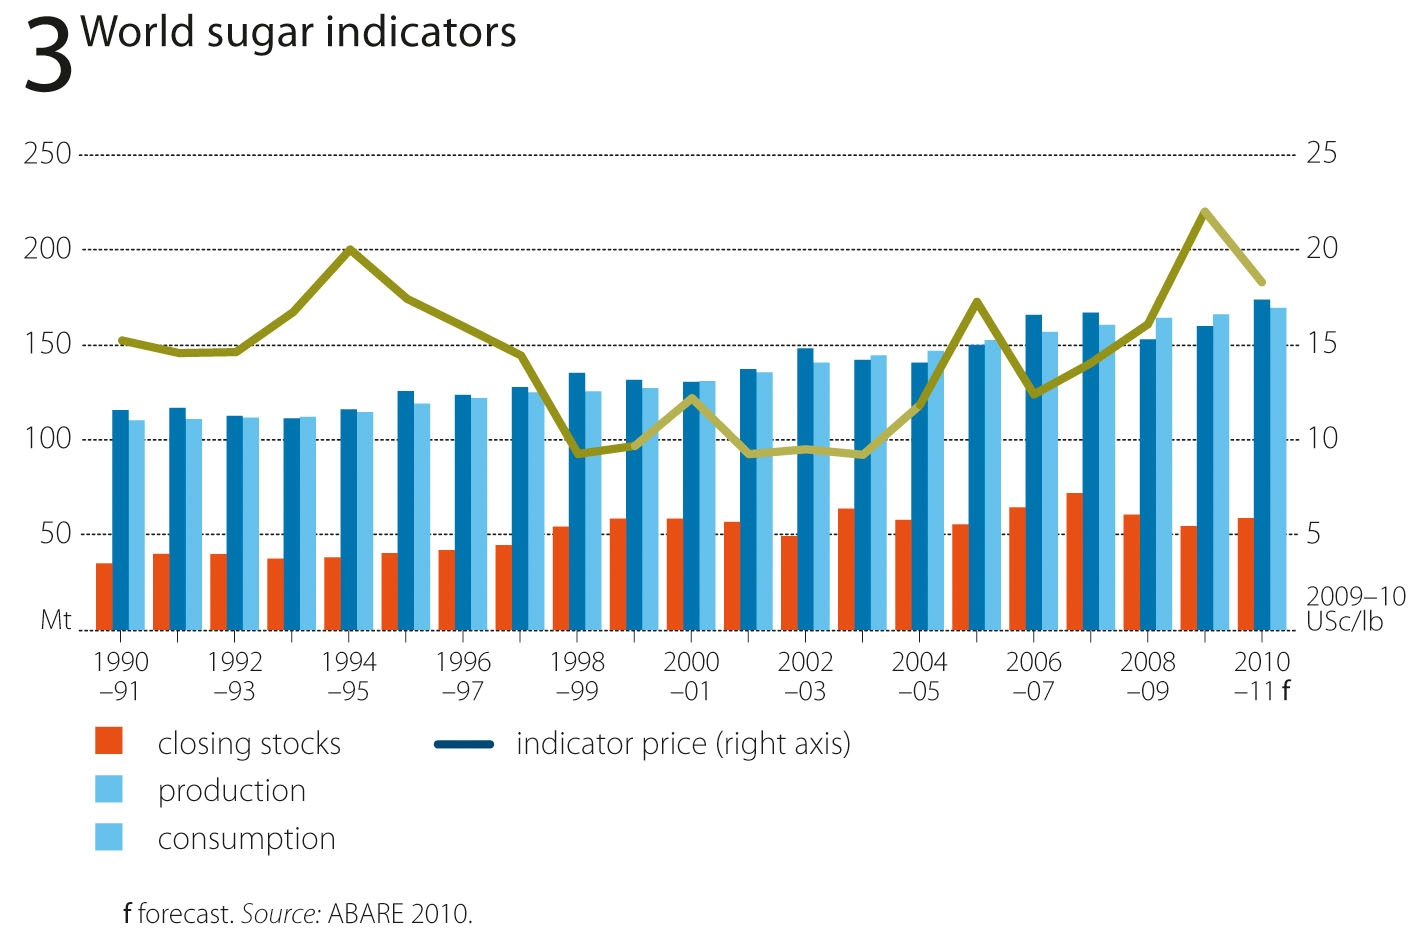 3 World sugar indicators
250 25
200 20
150 15
100 10
50 5
Mt 2009–10
USc/lb
1990 1992 1994 1996 1998 2000 2002 2004 2006 2008 2010
–91 –93 –95 –97 –99 –01 –03 –05 –07 –09 –11 f
closing stocks indicator price (right axis)
production
consumption
f forecast. Source: ABARE 2010.